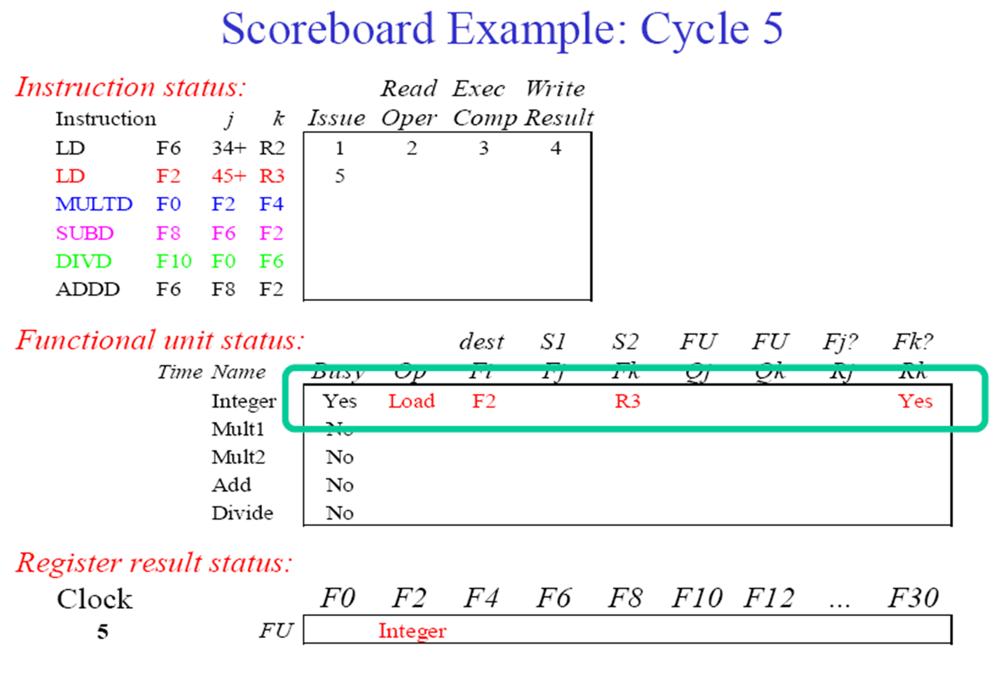 Scoreboard Example: Cycle 5
Instruction status: Read Exec Write
Instruction j k Issue Oper Comp Result
LD F6 34+ R2 1 2 3 4
LD F2 45+ R3 5
MULTD F0 F2 F4
SUBD F8 F6 F2
DIVD F10 F0 F6
ADDD F6 F8 F2
Functional unit status: dest S1 S2 FU FU Fj? Fk?
Time Name Busy Op Fi Fj Fk Qj Qk Rj Rk
Integer Yes Load F2 R3 Yes
Mult1 No
Mult2 No
Add No
Divide No
Register result status:
Clock F0 F2 F4 F6 F8 F10 F12 ... F30
5 FU Integer